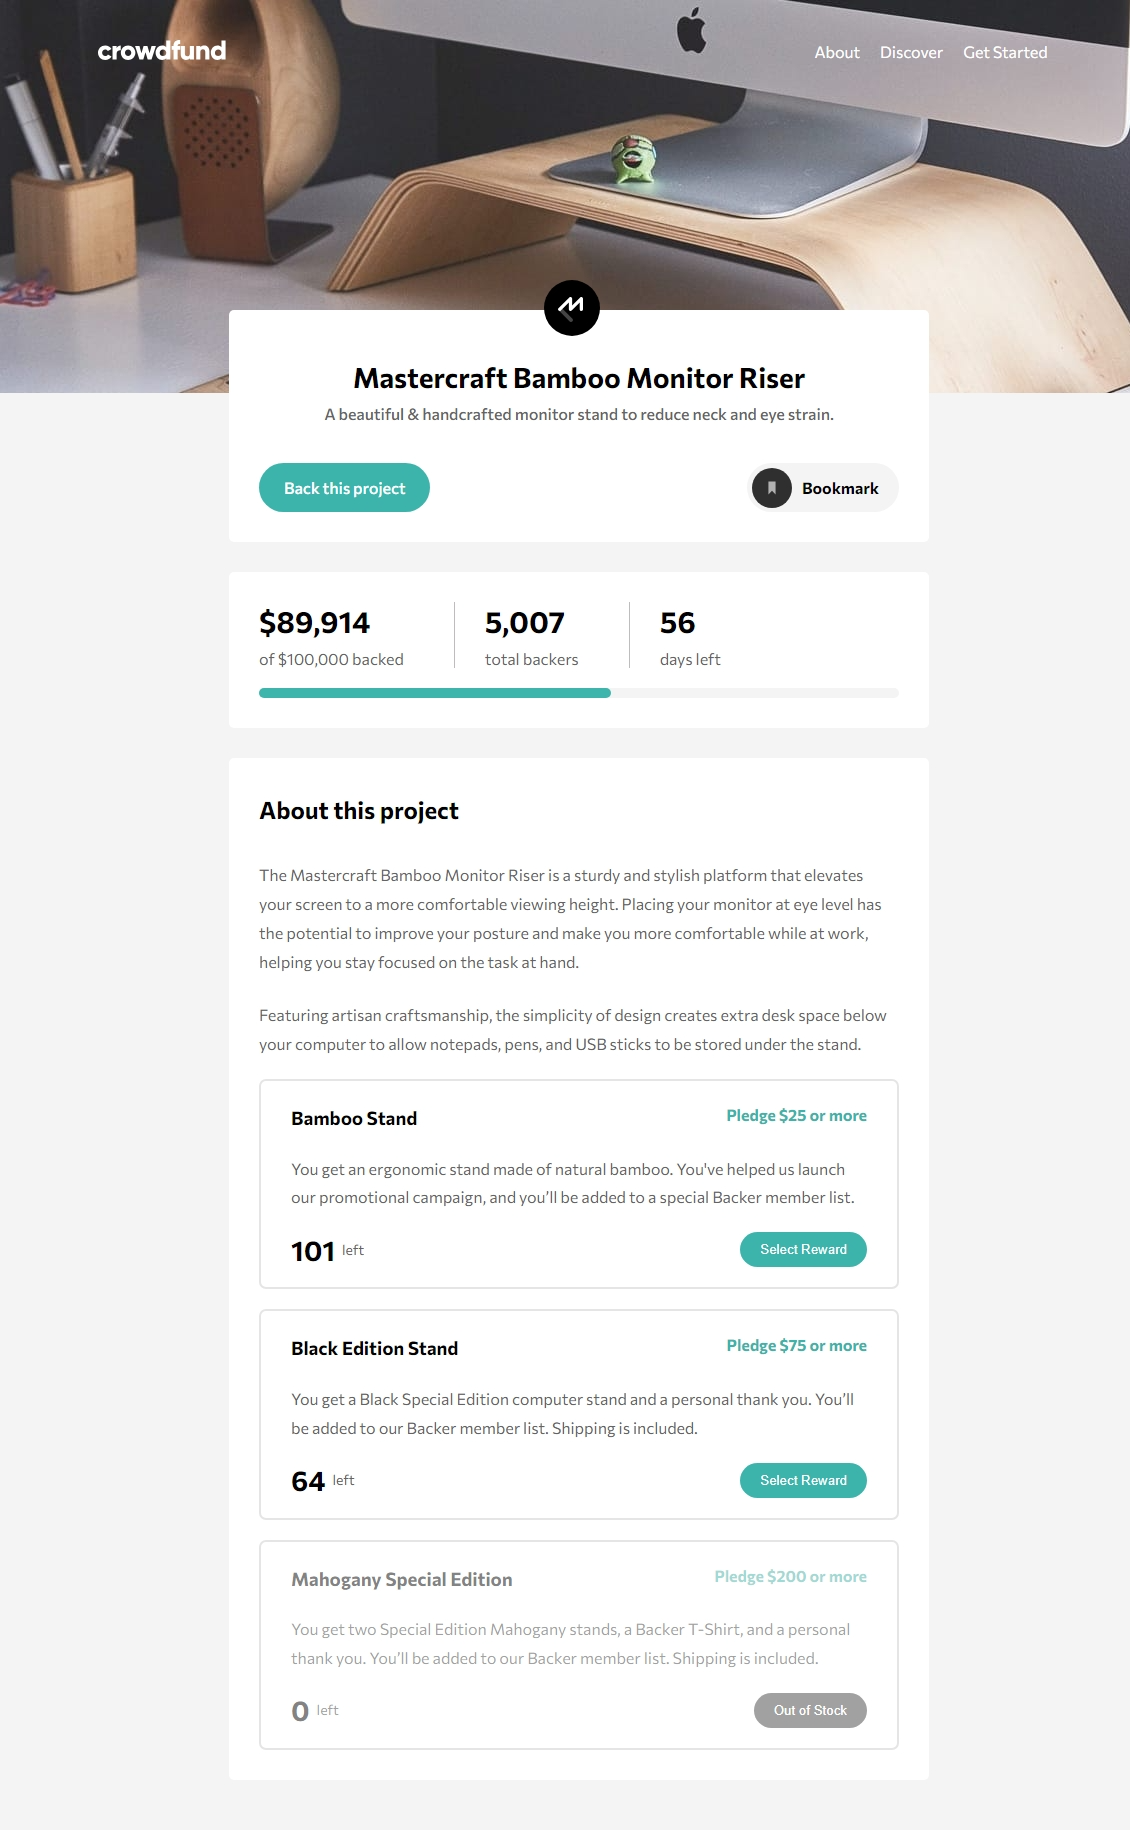 crowdfund
About Discover Get Started
Mastercraft Bamboo Monitor Riser
A beautiful & handcrafted monitor stand to reduce neck and eye strain.
Back this project
Bookmark
$89,914
of $100,000 backed
5,007
total backers
56
days left
About this project
The Mastercraft Bamboo Monitor Riser is a sturdy and stylish platform that elevates
your screen to a more comfortable viewing height. Placing your monitor at eye level has
the potential to improve your posture and make you more comfortable while at work,
helping you stay focused on the task at hand.
Featuring artisan craftsmanship, the simplicity of design creates extra desk space below
your computer to allow notepads, pens, and USB sticks to be stored under the stand.
Bamboo Stand
Pledge $25 or more
You get an ergonomic stand made of natural bamboo. You've helped us launch
our promotional campaign, and you’ll be added to a special Backer member list.
101 left
Select Reward
Black Edition Stand
Pledge $75 or more
You get a Black Special Edition computer stand and a personal thank you. You’ll
be added to our Backer member list. Shipping is included.
64 left
Select Reward
Mahogany Special Edition
Pledge $200 or more
You get two Special Edition Mahogany stands, a Backer T-Shirt, and a personal
thank you. You’ll be added to our Backer member list. Shipping is included.
0 left
Out of Stock